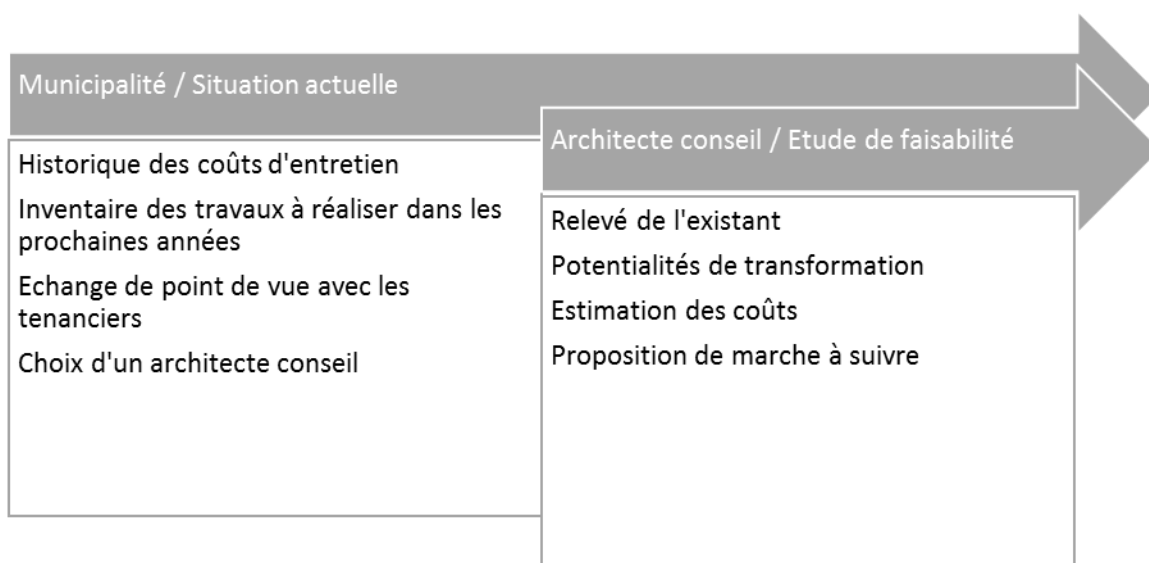 Municipalité / Situation actuelle
Historique des coûts d'entretien
Inventaire des travaux à réaliser dans les
prochaines années
Echange de point de vue avec les
tenanciers
Choix d'un architecte conseil
Architecte conseil / Etude de faisabilité
Relevé de l'existant
Potentialités de transformation
Estimation des coûts
Proposition de marche à suivre